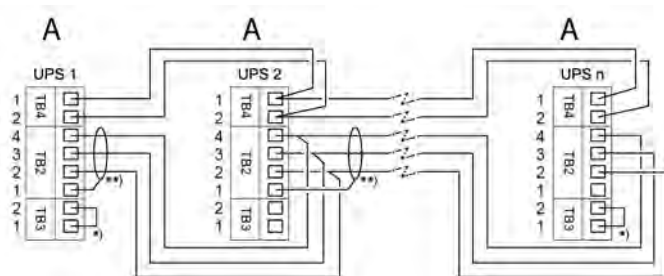 A A A
UPS 1 UPS 2 UPS n
1 TB4 1 TB4 1 TB4
2 2 2
4 4 4
3 TB2 3 TB2 3 TB2
2 2 2
1 **) 1 **) 1
2 TB3 2 TB3 2 TB3
1 *) 1 1 *)